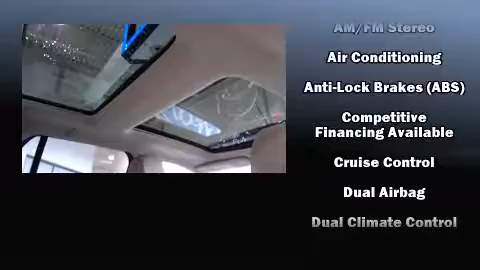 AM/FM Stereo
Air Conditioning
Anti-Lock Brakes (ABS)
Competitive
Financing Available
Cruise Control
Dual Airbag
Dual Climate Control